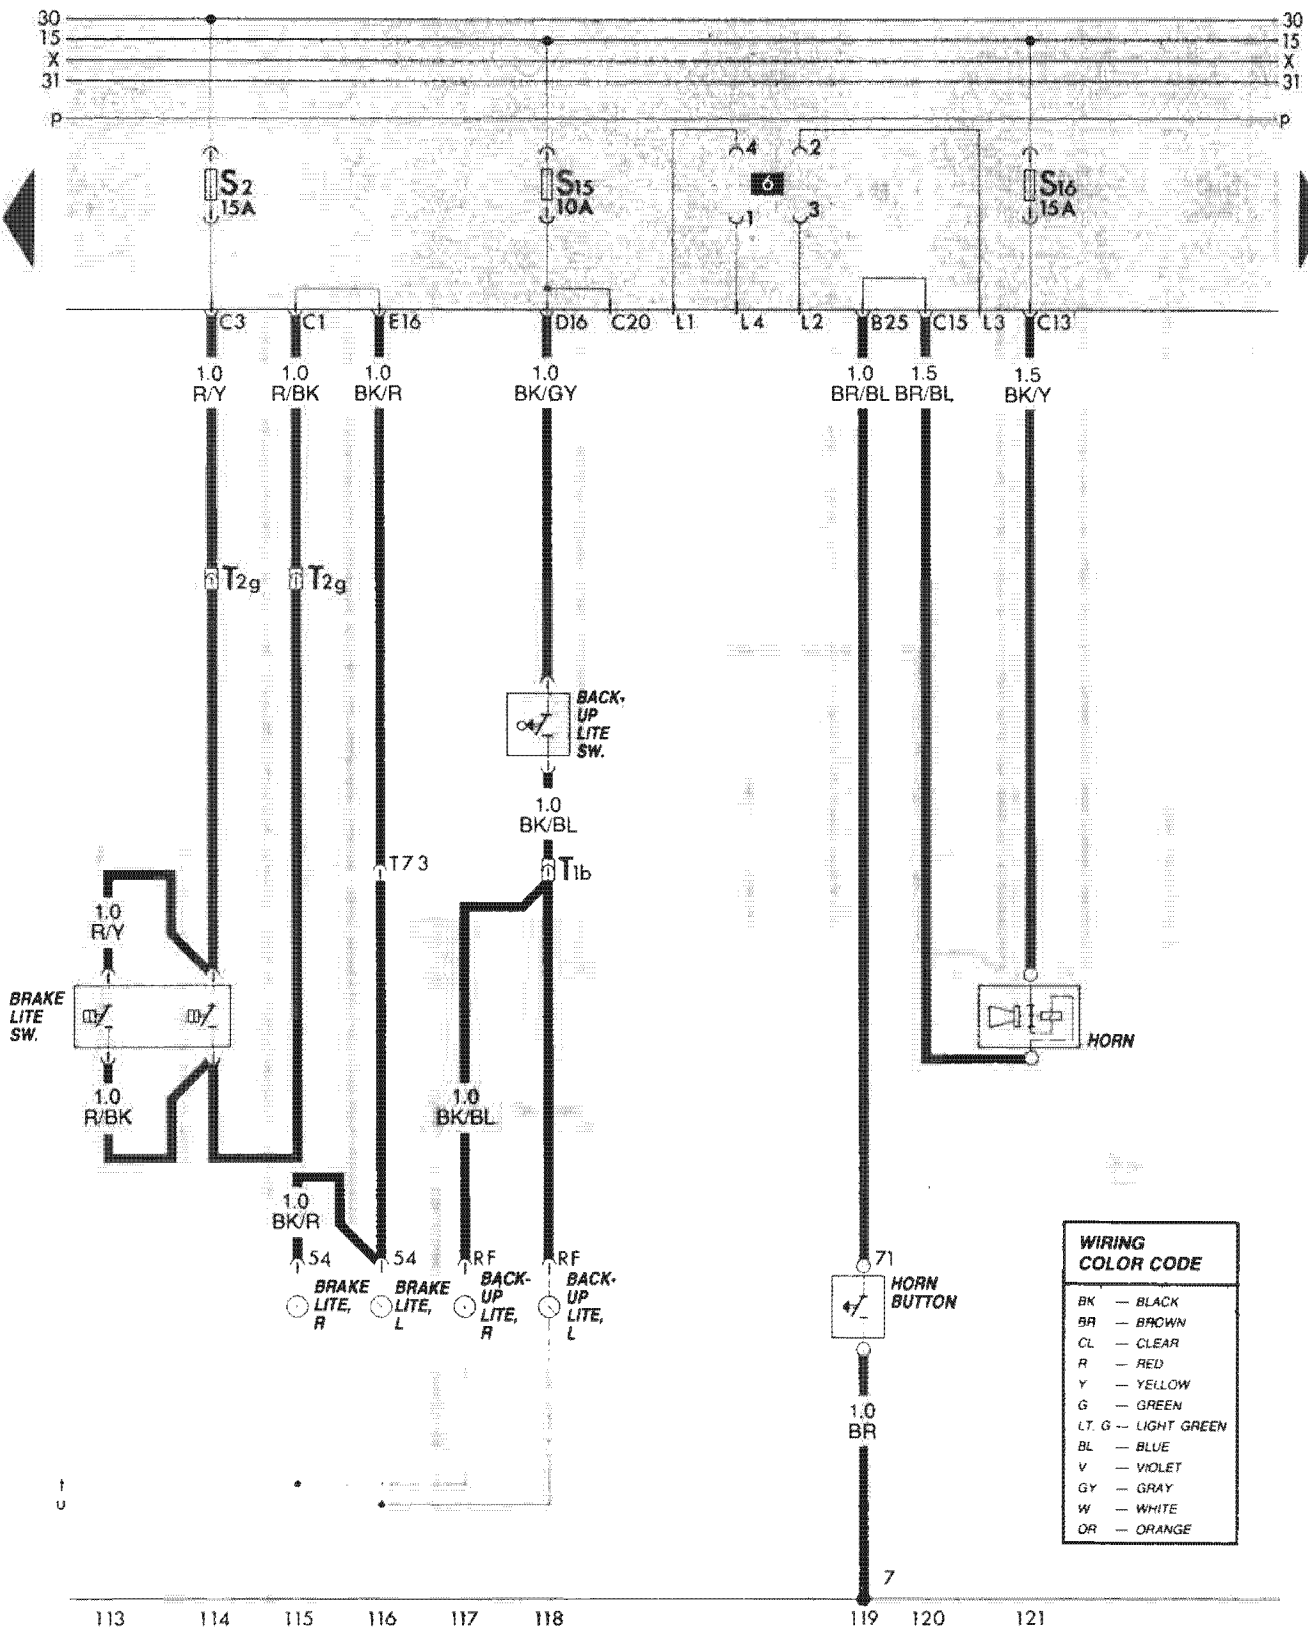 30 30
15 15
X X
31 31
P P
4 2
S2 15A
S15 10A
6
S16 15A
1 3
C3 C1 E16 D16 C20 L1 L4 L2 B25 C15 L3 C13
1.0 1.0 1.0 1.0 1.0 1.5 1.5
R/Y R/BK BK/R BK/GY BR/BL BR/BL BK/Y
T2g T2g
BACK-
UP
LITE
SW.
1.0
BK/BL
T73
T1b
1.0
R/Y
BRAKE
LITE
SW.
HORN
1.0
R/BK
1.0
BK/BL
1.0
BK/R
54 54 RF RF 71
BRAKE
LITE,
R
BRAKE
LITE,
L
BACK-
UP
LITE,
R
BACK-
UP
LITE,
L
HORN
BUTTON
1.0
BR
WIRING
COLOR CODE
BK — BLACK
BR — BROWN
CL — CLEAR
R — RED
Y — YELLOW
G — GREEN
LT. G — LIGHT GREEN
BL — BLUE
V — VIOLET
GY — GRAY
W — WHITE
OR — ORANGE
t
u
7
113 114 115 116 117 118 119 120 121